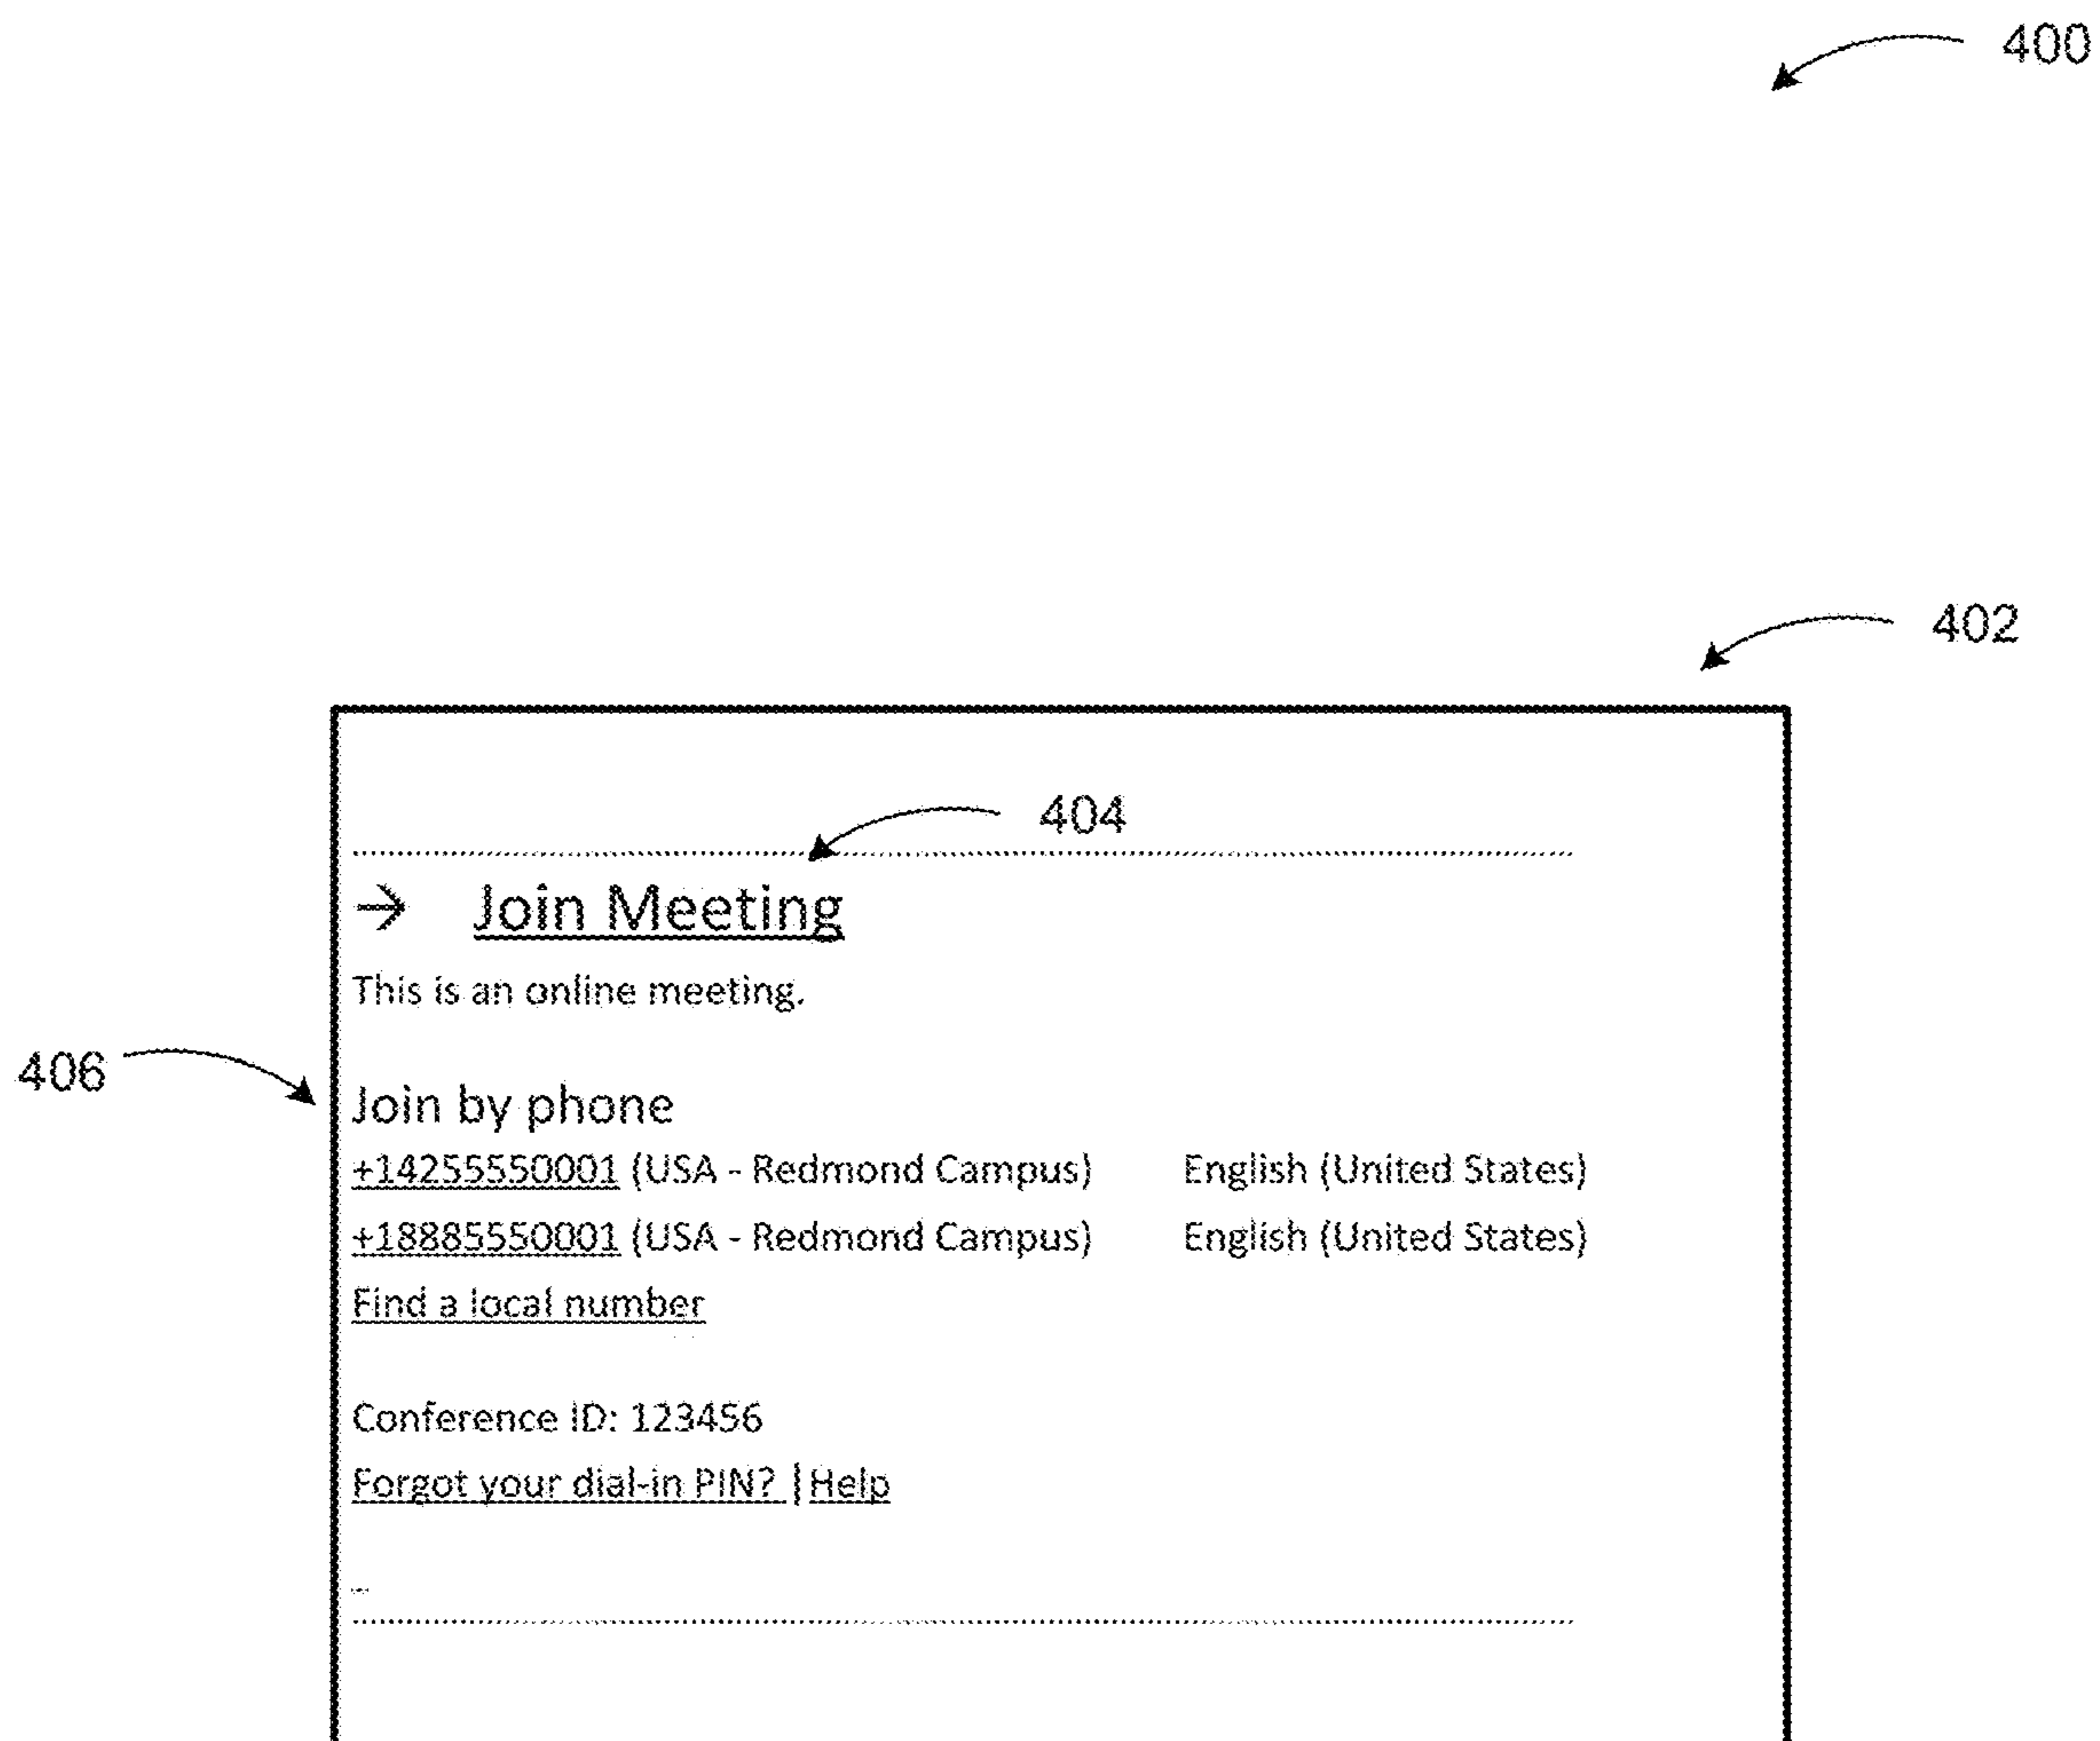 400
402
404
→ Join Meeting
This is an online meeting.
406
Join by phone
+14255550001 (USA - Redmond Campus) English (United States)
+18885550001 (USA - Redmond Campus) English (United States)
Find a local number
Conference ID: 123456
Forgot your dial-in PIN? | Help